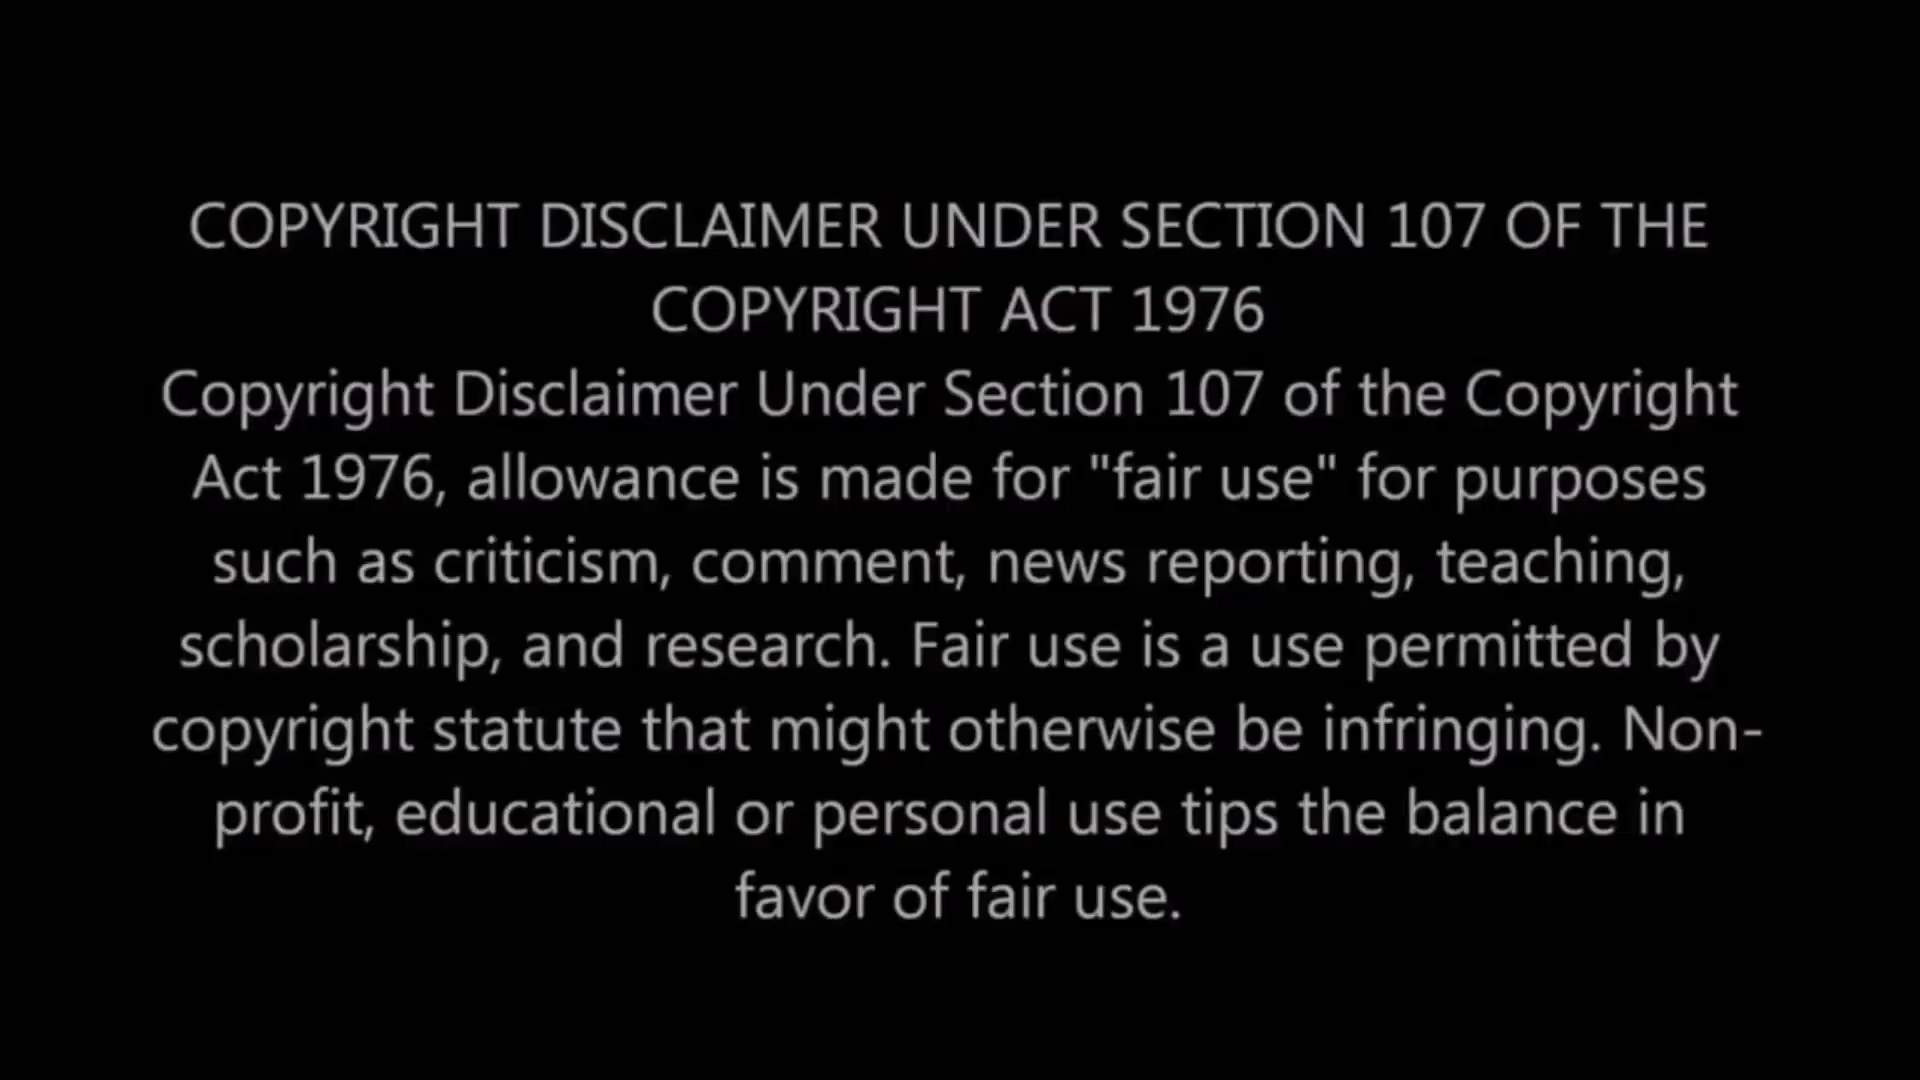 COPYRIGHT DISCLAIMER UNDER SECTION 107 OF THE
COPYRIGHT ACT 1976
Copyright Disclaimer Under Section 107 of the Copyright
Act 1976, allowance is made for "fair use" for purposes
such as criticism, comment, news reporting, teaching,
scholarship, and research. Fair use is a use permitted by
copyright statute that might otherwise be infringing. Non-
profit, educational or personal use tips the balance in
favor of fair use.